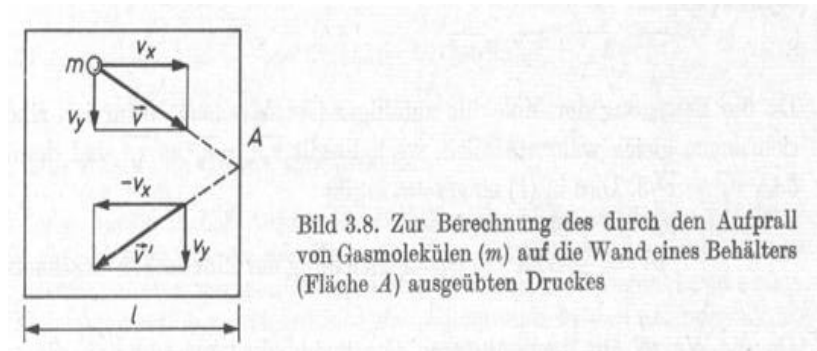 m
v_x
v_y
v⃗
A
-v_x
v⃗'
v_y
l
Bild 3.8. Zur Berechnung des durch den Aufprall
von Gasmolekülen (m) auf die Wand eines Behälters
(Fläche A) ausgeübten Druckes